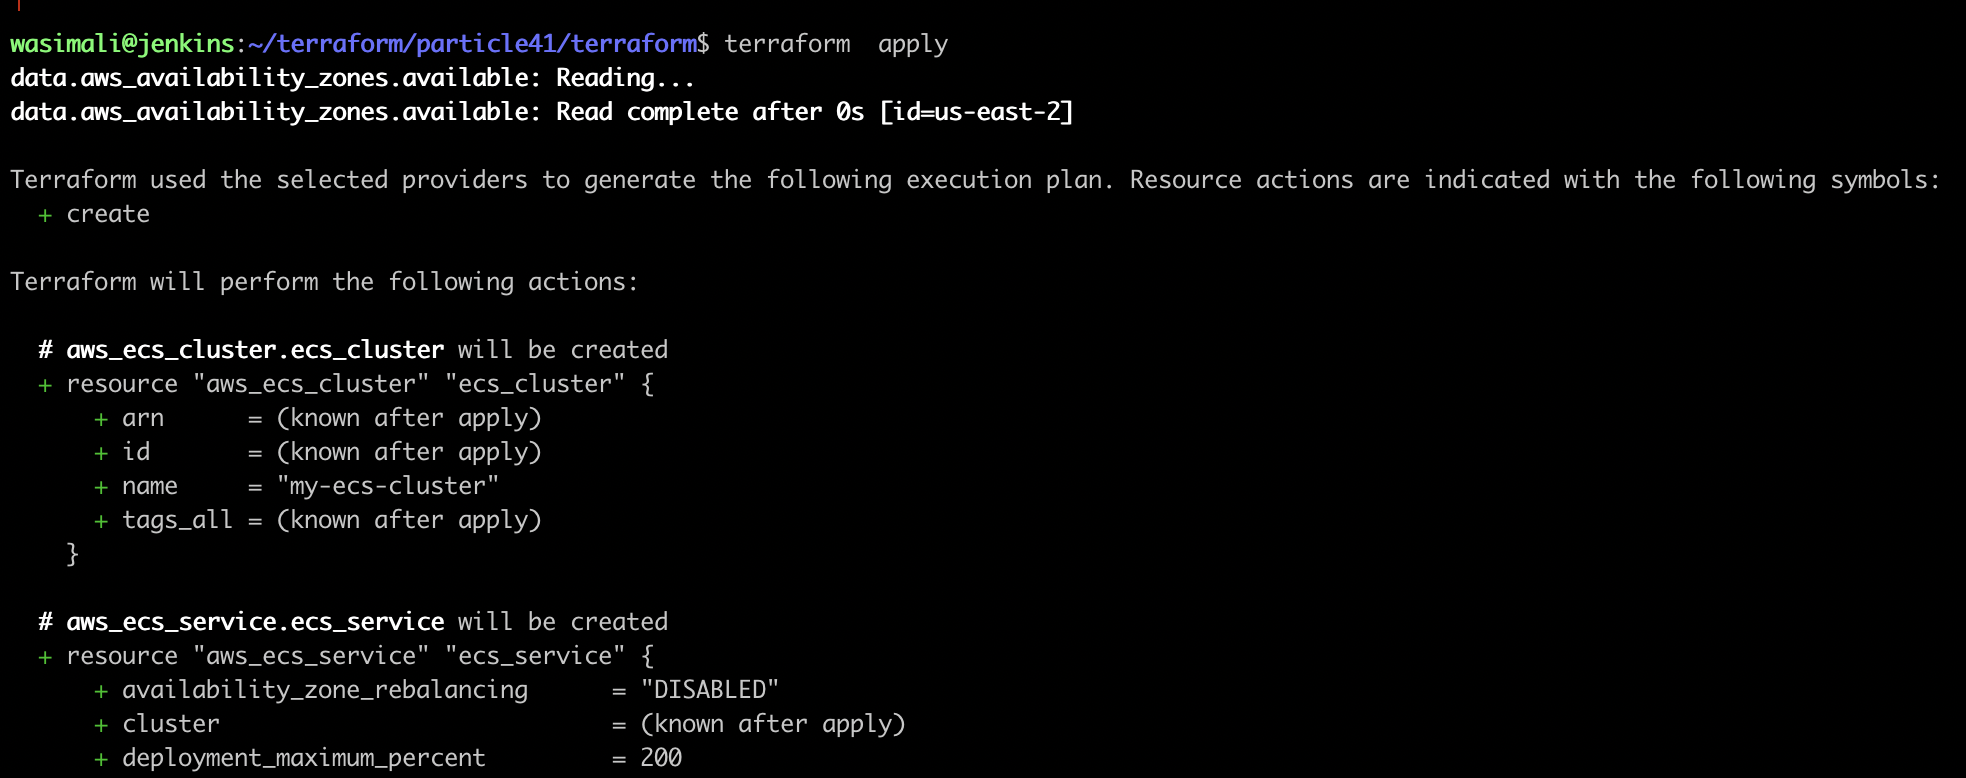 wasimali@jenkins:~/terraform/particle41/terraform$ terraform  apply
data.aws_availability_zones.available: Reading...
data.aws_availability_zones.available: Read complete after 0s [id=us-east-2]
Terraform used the selected providers to generate the following execution plan. Resource actions are indicated with the following symbols:
  + create
Terraform will perform the following actions:
  # aws_ecs_cluster.ecs_cluster will be created
  + resource "aws_ecs_cluster" "ecs_cluster" {
      + arn      = (known after apply)
      + id       = (known after apply)
      + name     = "my-ecs-cluster"
      + tags_all = (known after apply)
    }
  # aws_ecs_service.ecs_service will be created
  + resource "aws_ecs_service" "ecs_service" {
      + availability_zone_rebalancing      = "DISABLED"
      + cluster                            = (known after apply)
      + deployment_maximum_percent         = 200